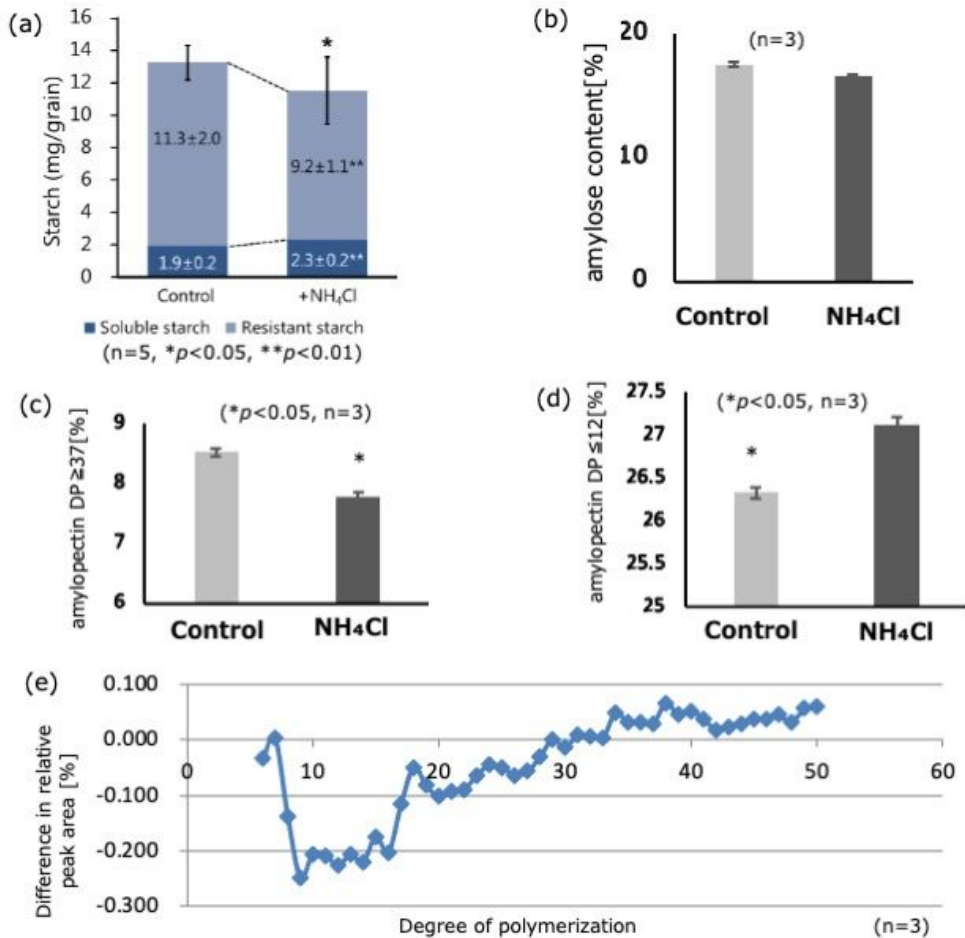 (a)
16
14
12
10
8
6
4
2
0
Starch (mg/grain)
*
11.3±2.0
9.2±1.1**
1.9±0.2
2.3±0.2**
Control
+NH₄Cl
Soluble starch
Resistant starch
(n=5, *p<0.05, **p<0.01)
(b)
20
10
0
amylose content[%]
(n=3)
Control
NH₄Cl
(c)
9
8
7
6
amylopectin DP≧37[%]
(*p<0.05, n=3)
*
Control
NH₄Cl
(d)
27.5
27
26.5
26
25.5
25
amylopectin DP≦12[%]
(*p<0.05, n=3)
*
Control
NH₄Cl
(e)
0.100
0.000
-0.100
-0.200
-0.300
Difference in relative
peak area [%]
0
10
20
30
40
50
60
Degree of polymerization
(n=3)